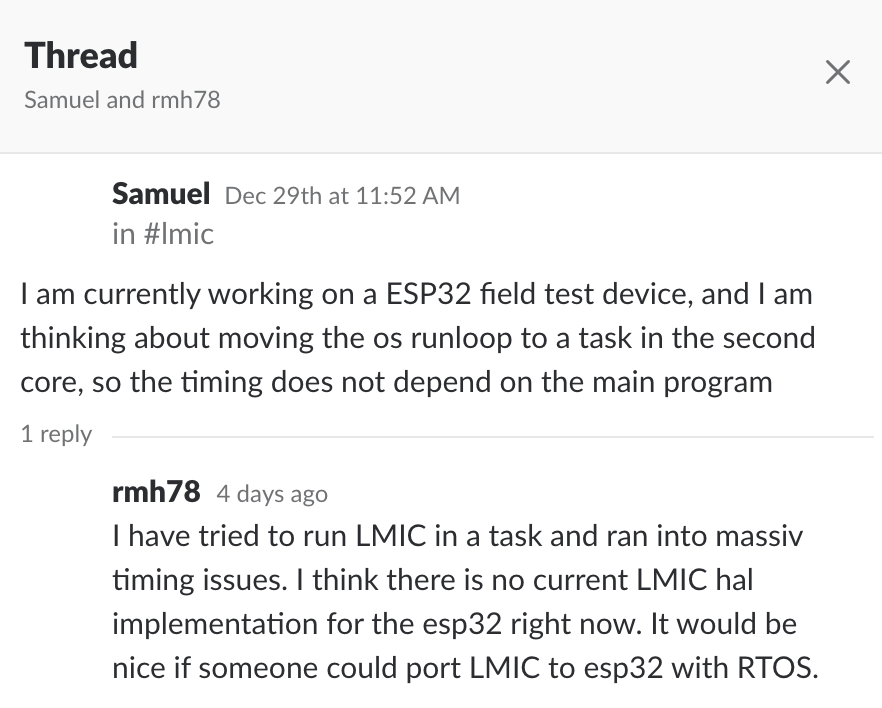 Thread
Samuel and rmh78
Samuel Dec 29th at 11:52 AM
in #lmic
I am currently working on a ESP32 field test device, and I am
thinking about moving the os runloop to a task in the second
core, so the timing does not depend on the main program
1 reply
rmh78 4 days ago
I have tried to run LMIC in a task and ran into massiv
timing issues. I think there is no current LMIC hal
implementation for the esp32 right now. It would be
nice if someone could port LMIC to esp32 with RTOS.